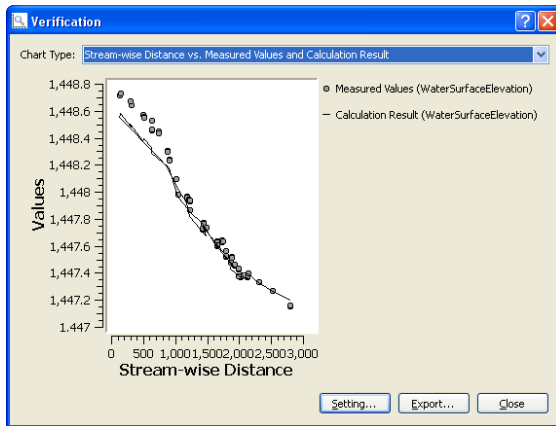 Verification
Chart Type: Stream-wise Distance vs. Measured Values and Calculation Result
1,448.8
1,448.6
1,448.4
1,448.2
1,448
1,447.8
1,447.6
1,447.4
1,447.2
1.447
Values
0 500 1,000 1,500 2,000 2,500 3,000
Stream-wise Distance
Measured Values (WaterSurfaceElevation)
Calculation Result (WaterSurfaceElevation)
Setting... Export... Close